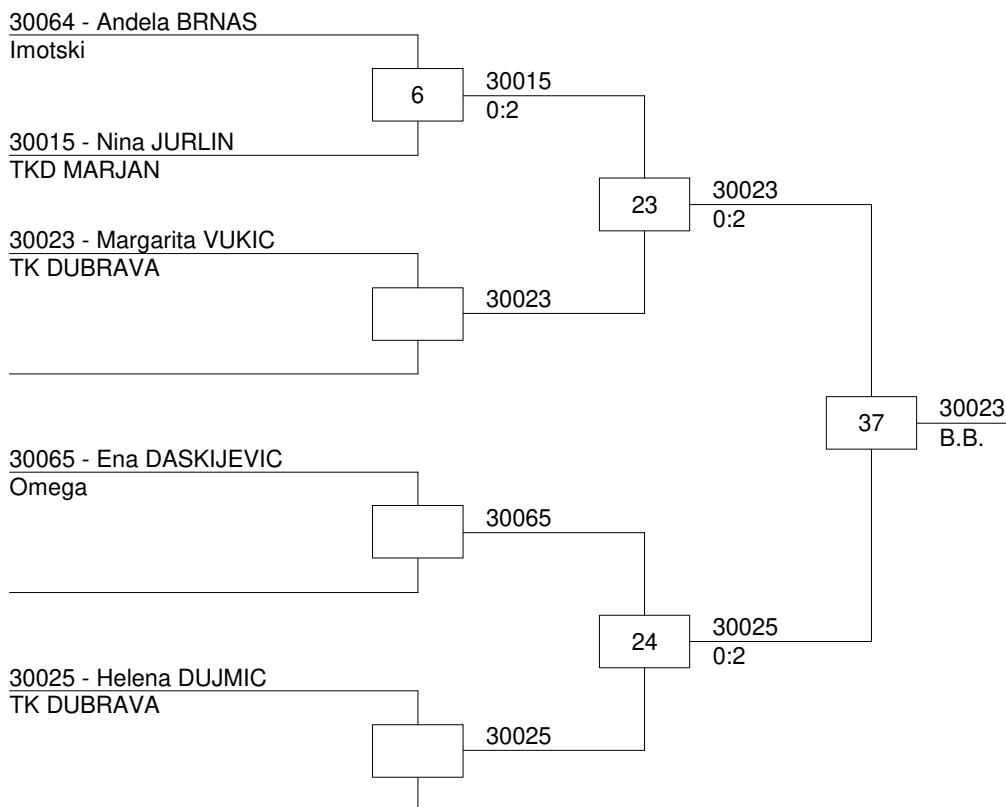 30064 - Andela BRNAS
Imotski
6
30015
0:2
30015 - Nina JURLIN
TKD MARJAN
23
30023
0:2
30023 - Margarita VUKIC
TK DUBRAVA
30023
37
30023
B.B.
30065 - Ena DASKIJEVIC
Omega
30065
24
30025
0:2
30025 - Helena DUJMIC
TK DUBRAVA
30025